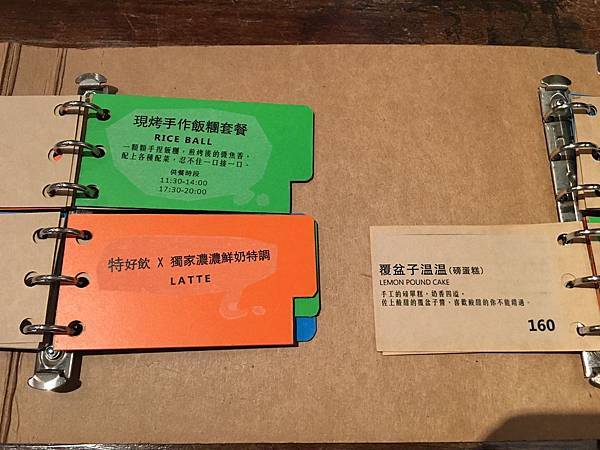 現烤手作飯糰套餐
RICE BALL
一顆顆手捏飯糰，煎烤後的微焦香，
配上各種配菜，忍不住一口接一口。
供餐時段
11:30-14:00
17:30-20:00
特好飲 X 獨家濃濃鮮奶特調
LATTE
覆盆子溫溫(磅蛋糕)
LEMON POUND CAKE
手工的矮單糕，奶香四溢，
佐上酸甜的覆盆子醬，喜歡酸甜的你不能錯過。
160